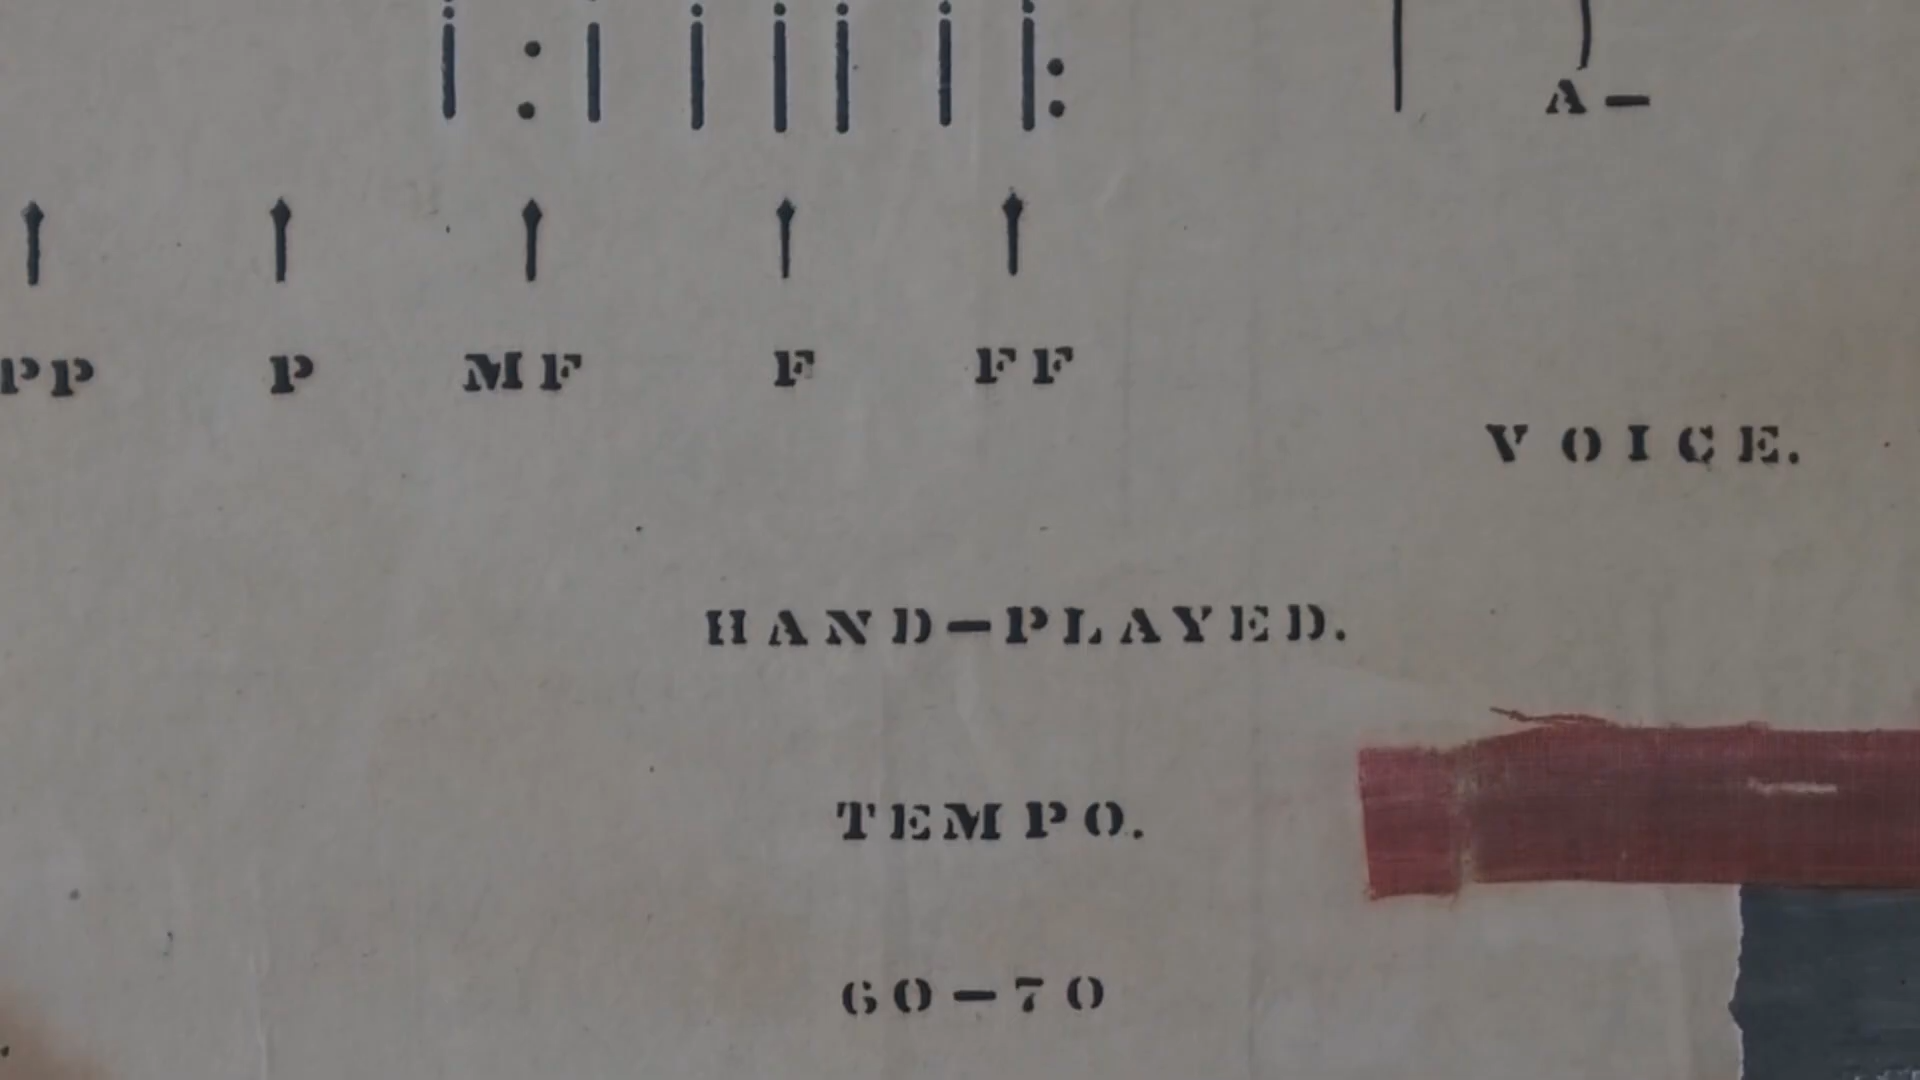 A-
PP P MF F FF
VOICE.
HAND-PLAYED.
TEMPO.
60-70